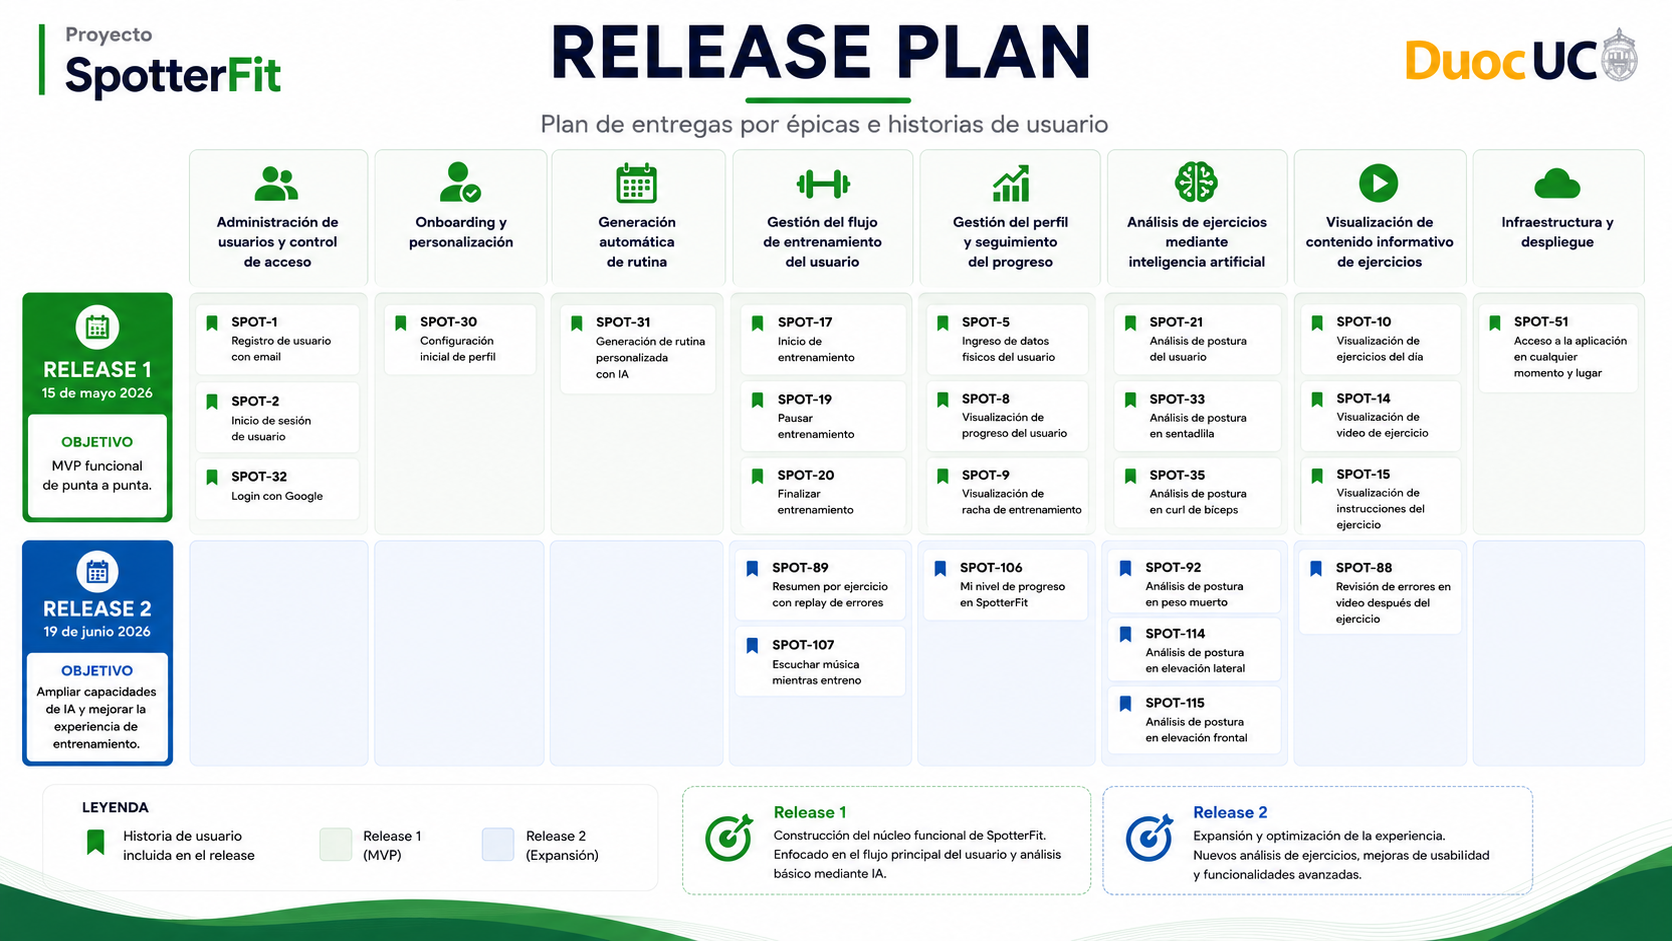 Proyecto
SpotterFit
RELEASE PLAN
Plan de entregas por épicas e historias de usuario
Duoc UC
Administración de
usuarios y control
de acceso
Onboarding y
personalización
Generación
automática
de rutina
Gestión del flujo
de entrenamiento
del usuario
Gestión del perfil
y seguimiento
del progreso
Análisis de ejercicios
mediante
inteligencia artificial
Visualización de
contenido informativo
de ejercicios
Infraestructura y
despliegue
RELEASE 1
15 de mayo 2026
OBJETIVO
MVP funcional
de punta a punta.
SPOT-1
Registro de usuario
con email
SPOT-2
Inicio de sesión
de usuario
SPOT-32
Login con Google
SPOT-30
Configuración
inicial de perfil
SPOT-31
Generación de rutina
personalizada
con IA
SPOT-17
Inicio de
entrenamiento
SPOT-19
Pausar
entrenamiento
SPOT-20
Finalizar
entrenamiento
SPOT-5
Ingreso de datos
físicos del usuario
SPOT-8
Visualización de
progreso del usuario
SPOT-9
Visualización de
racha de entrenamiento
SPOT-21
Análisis de postura
del usuario
SPOT-33
Análisis de postura
en sentadlila
SPOT-35
Análisis de postura
en curl de bíceps
SPOT-10
Visualización de
ejercicios del día
SPOT-14
Visualización de
video de ejercicio
SPOT-15
Visualización de
instrucciones del
ejercicio
SPOT-51
Acceso a la aplicación
en cualquier
momento y lugar
RELEASE 2
19 de junio 2026
OBJETIVO
Ampliar capacidades
de IA y mejorar la
experiencia de
entrenamiento.
SPOT-89
Resumen por ejercicio
con replay de errores
SPOT-107
Escuchar música
mientras entreno
SPOT-106
Mi nivel de progreso
en SpotterFit
SPOT-92
Análisis de postura
en peso muerto
SPOT-114
Análisis de postura
en elevación lateral
SPOT-115
Análisis de postura
en elevación frontal
SPOT-88
Revisión de errores en
video después del
ejercicio
LEYENDA
Historia de usuario
incluida en el release
Release 1
(MVP)
Release 2
(Expansión)
Release 1
Construcción del núcleo funcional de SpotterFit.
Enfocado en el flujo principal del usuario y análisis
básico mediante IA.
Release 2
Expansión y optimización de la experiencia.
Nuevos análisis de ejercicios, mejoras de usabilidad
y funcionalidades avanzadas.